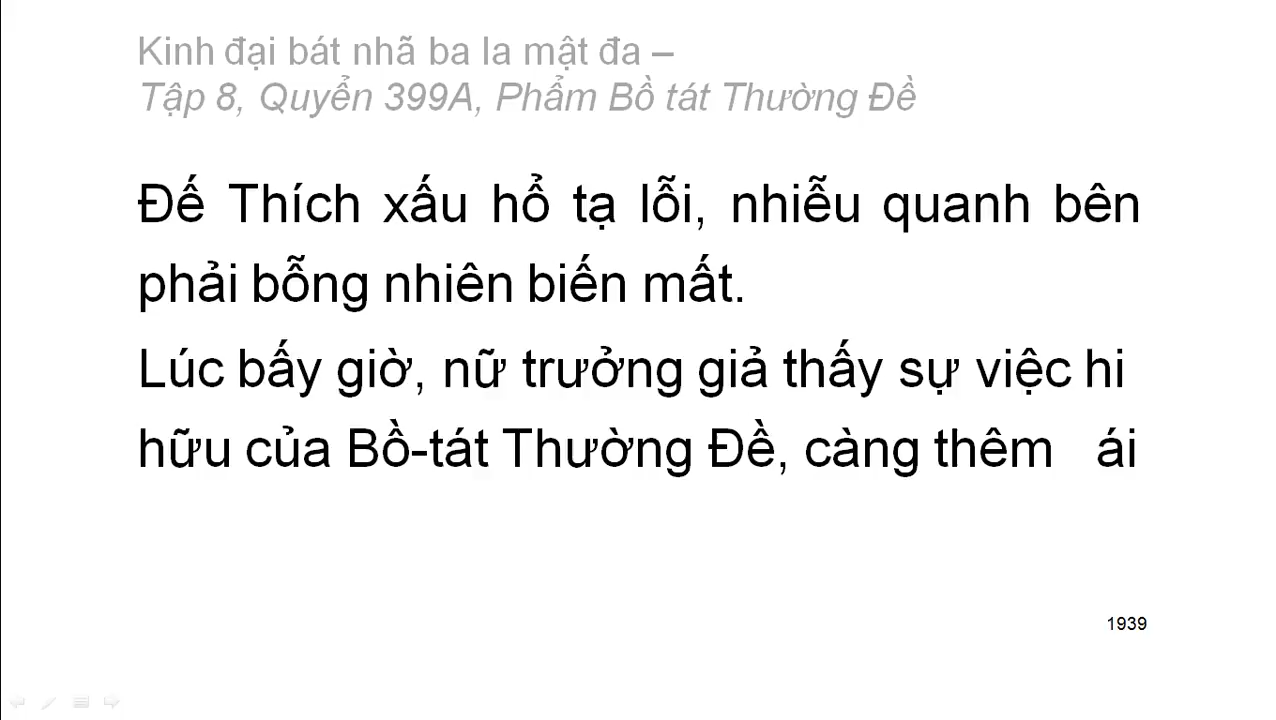 Kinh đại bát nhã ba la mật đa –
Tập 8, Quyển 399A, Phẩm Bồ tát Thường Đề
Đế Thích xấu hổ tạ lỗi, nhiễu quanh bên
phải bỗng nhiên biến mất.
Lúc bấy giờ, nữ trưởng giả thấy sự việc hi
hữu của Bồ-tát Thường Đề, càng thêm ái
1939